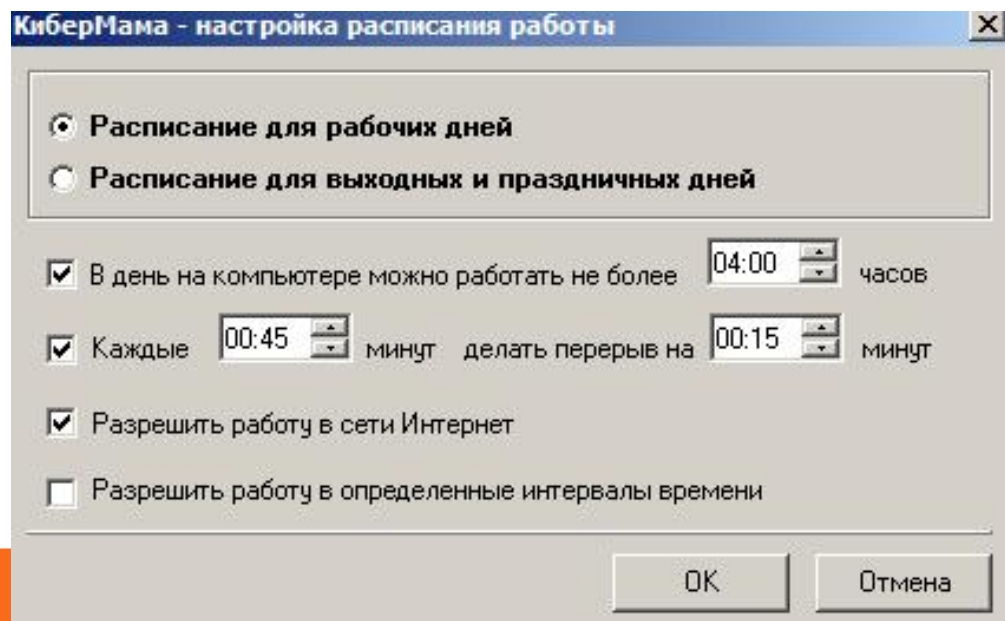 КиберМама - настройка расписания работы
Расписание для рабочих дней
Расписание для выходных и праздничных дней
В день на компьютере можно работать не более 04:00 часов
Каждые 00:45 минут делать перерыв на 00:15 минут
Разрешить работу в сети Интернет
Разрешить работу в определенные интервалы времени
OK Отмена